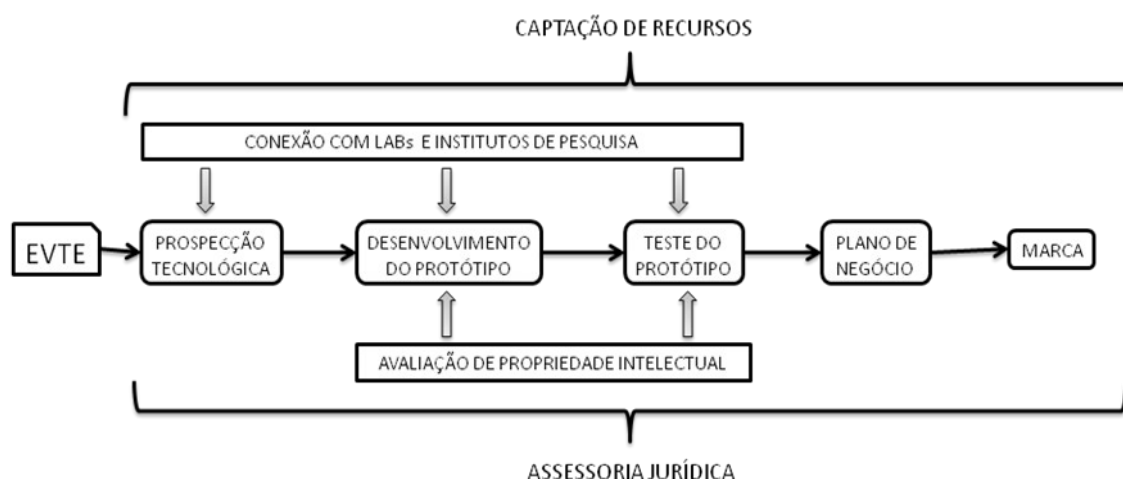 CAPTAÇÃO DE RECURSOS
CONEXÃO COM LABs E INSTITUTOS DE PESQUISA
EVTE
PROSPECÇÃO
TECNOLÓGICA
DESENVOLVIMENTO
DO PROTÓTIPO
TESTE DO
PROTÓTIPO
PLANO DE
NEGÓCIO
MARCA
AVALIAÇÃO DE PROPRIEDADE INTELECTUAL
ASSESSORIA JURÍDICA